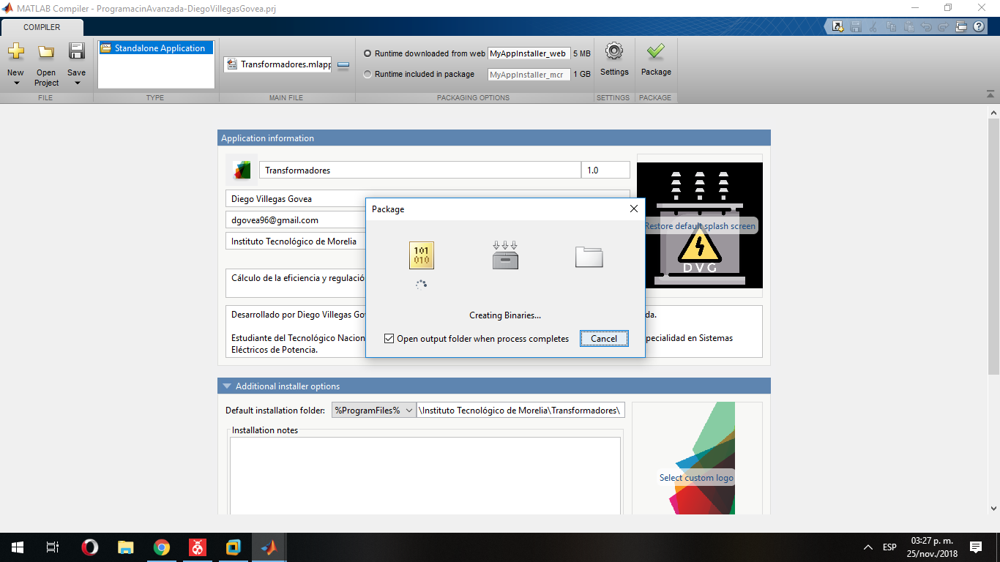 MATLAB Compiler - ProgramacinAvanzada-DiegoVillegasGovea.prj
COMPILER
New
Open Project
Save
FILE
Standalone Application
TYPE
Transformadores.mlapp
MAIN FILE
Runtime downloaded from web MyAppInstaller_web 5 MB
Runtime included in package MyAppInstaller_mcr 1 GB
PACKAGING OPTIONS
Settings
SETTINGS
Package
PACKAGE
Application information
Transformadores 1.0
Diego Villegas Govea
dgovea96@gmail.com
Instituto Tecnológico de Morelia
Cálculo de la eficiencia y regulació
Desarrollado por Diego Villegas Go da.
Estudiante del Tecnológico Nacion pecialidad en Sistemas
Eléctricos de Potencia.
Restore default splash screen
DVG
Package
101
010
Creating Binaries...
Open output folder when process completes
Cancel
Additional installer options
Default installation folder: %ProgramFiles% \Instituto Tecnológico de Morelia\Transformadores\
Installation notes
Select custom logo
ESP
03:27 p. m.
25/nov./2018